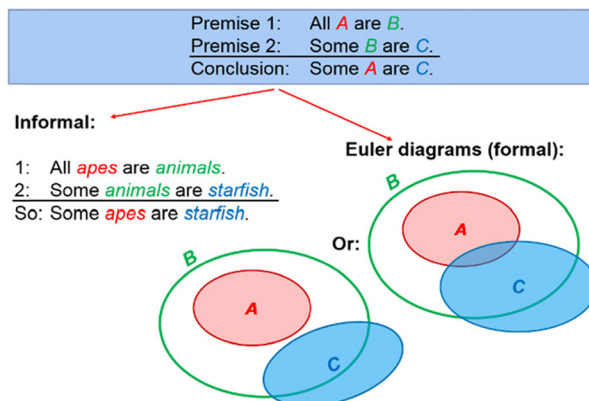 Premise 1: All A are B.
Premise 2: Some B are C.
Conclusion: Some A are C.
Informal:
1: All apes are animals.
2: Some animals are starfish.
So: Some apes are starfish.
Euler diagrams (formal):
B
A
C
Or:
B
A
C